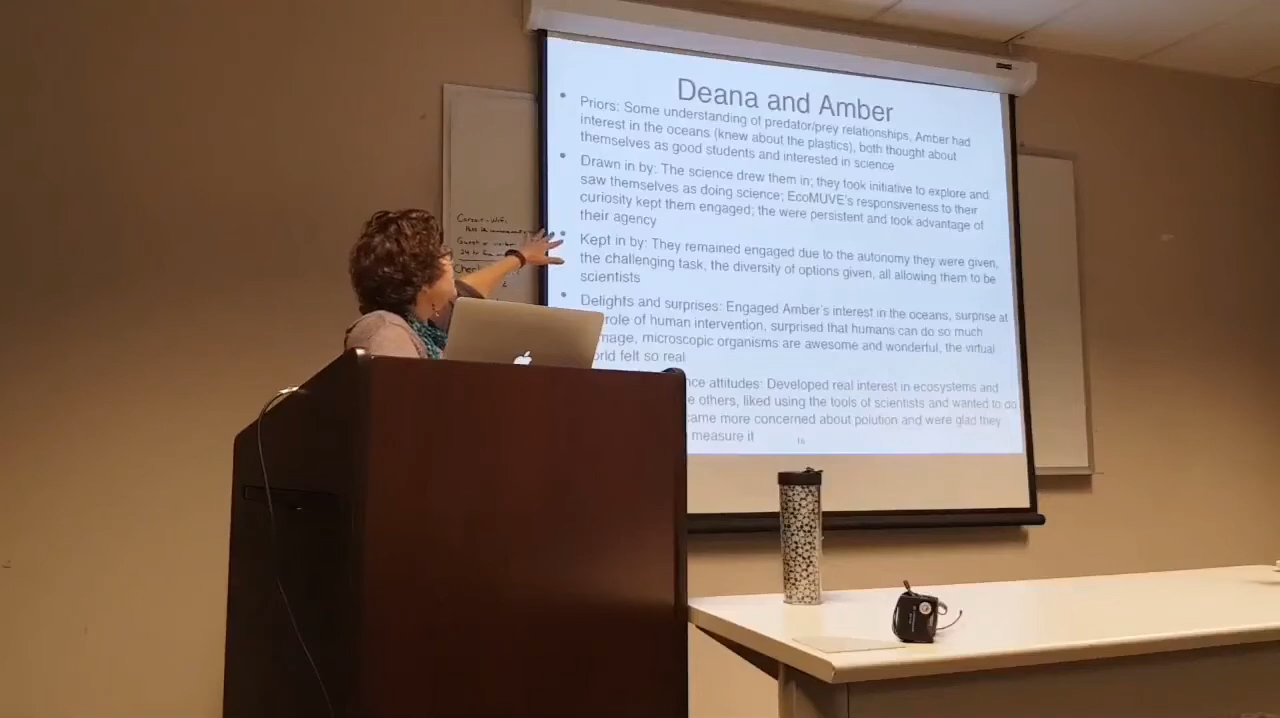 Deana and Amber
• Priors: Some understanding of predator/prey relationships, Amber had
interest in the oceans (knew about the plastics), both thought about
themselves as good students and interested in science
• Drawn in by: The science drew them in; they took initiative to explore and
saw themselves as doing science; EcoMUVE's responsiveness to their
curiosity kept them engaged; the were persistent and took advantage of
their agency
• Kept in by: They remained engaged due to the autonomy they were given,
the challenging task, the diversity of options given, all allowing them to be
scientists
• Delights and surprises: Engaged Amber's interest in the oceans, surprise at
role of human intervention, surprised that humans can do so much
mage, microscopic organisms are awesome and wonderful, the virtual
orld felt so real
nce attitudes: Developed real interest in ecosystems and
e others, liked using the tools of scientists and wanted to do
came more concerned about polution and were glad they
measure it